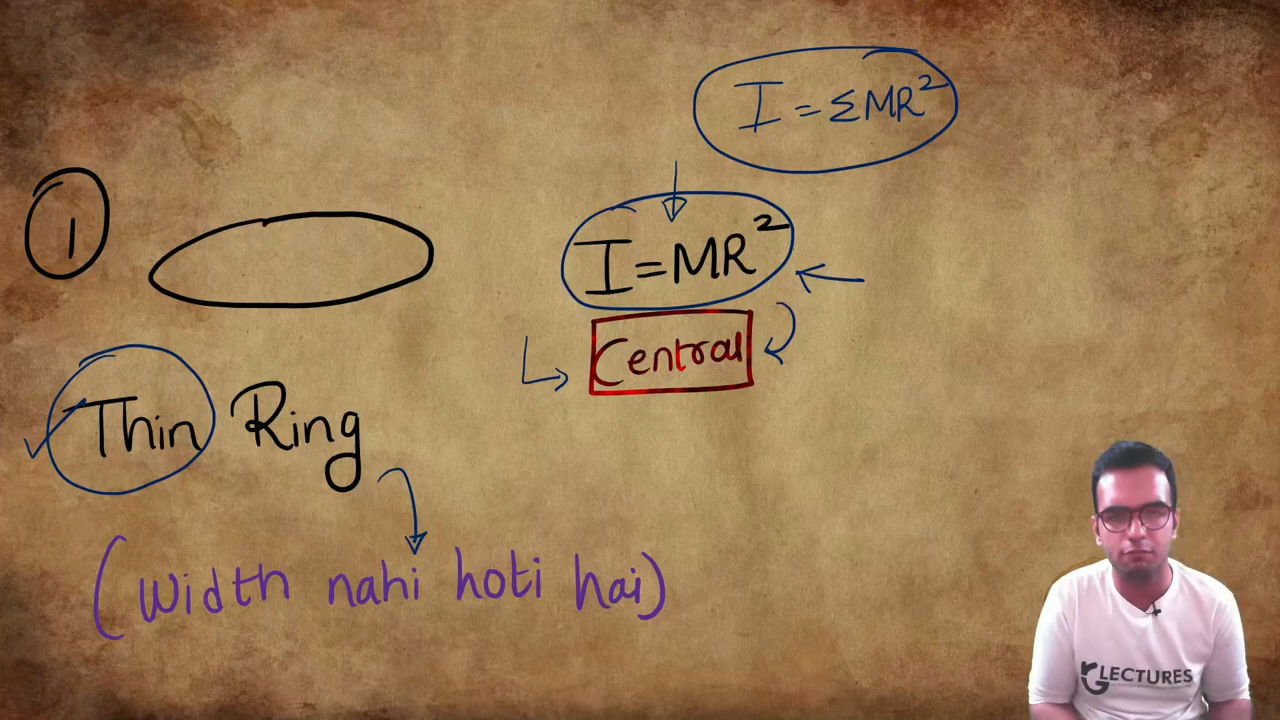 I = ΣMR²
1
I = MR²
Central
Thin Ring
(Width nahi hoti hai)
G LECTURES